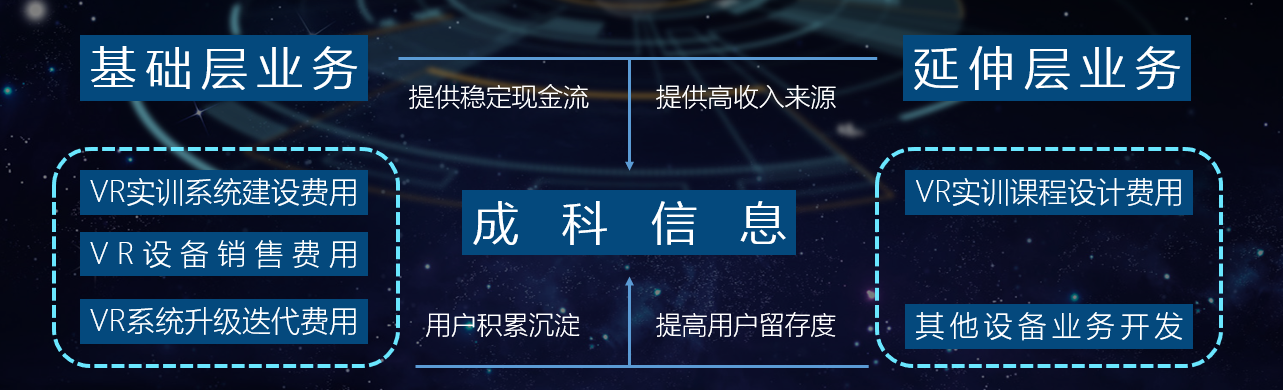 基础层业务
提供稳定现金流
提供高收入来源
延伸层业务
VR实训系统建设费用
VR设备销售费用
VR系统升级迭代费用
成科信息
VR实训课程设计费用
其他设备业务开发
用户积累沉淀
提高用户留存度